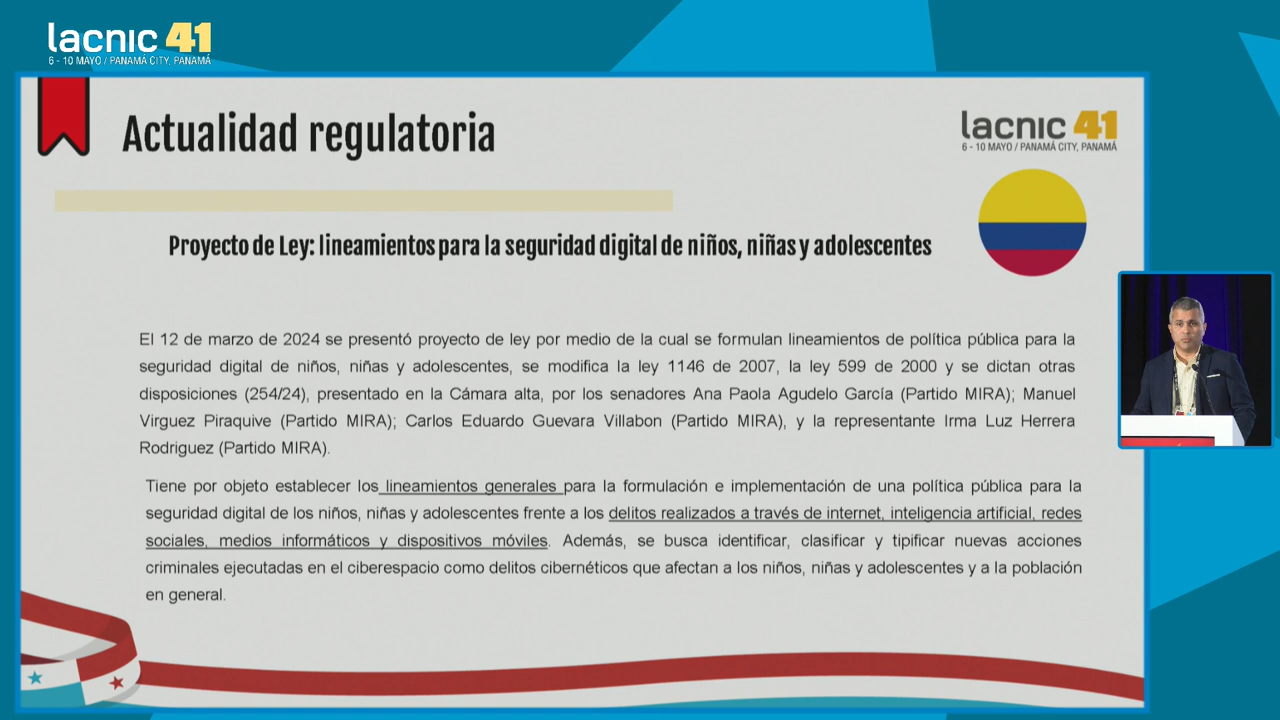 lacnic 41
6 - 10 MAYO / PANAMÁ CITY, PANAMÁ
Actualidad regulatoria
lacnic 41
6 - 10 MAYO / PANAMÁ CITY, PANAMÁ
Proyecto de Ley: lineamientos para la seguridad digital de niños, niñas y adolescentes
El 12 de marzo de 2024 se presentó proyecto de ley por medio de la cual se formulan lineamientos de política pública para la
seguridad digital de niños, niñas y adolescentes, se modifica la ley 1146 de 2007, la ley 599 de 2000 y se dictan otras
disposiciones (254/24), presentado en la Cámara alta, por los senadores Ana Paola Agudelo García (Partido MIRA); Manuel
Virguez Piraquive (Partido MIRA); Carlos Eduardo Guevara Villabon (Partido MIRA), y la representante Irma Luz Herrera
Rodriguez (Partido MIRA).
Tiene por objeto establecer los lineamientos generales para la formulación e implementación de una política pública para la
seguridad digital de los niños, niñas y adolescentes frente a los delitos realizados a través de internet, inteligencia artificial, redes
sociales, medios informáticos y dispositivos móviles. Además, se busca identificar, clasificar y tipificar nuevas acciones
criminales ejecutadas en el ciberespacio como delitos cibernéticos que afectan a los niños, niñas y adolescentes y a la población
en general.